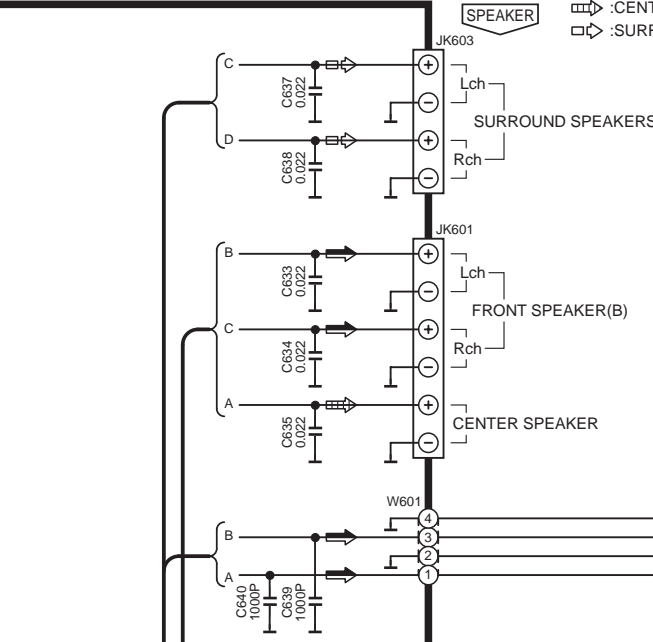 SPEAKER
:CENT
:SURR
JK603
C
C637
0.022
+
Lch
−
SURROUND SPEAKERS
D
C638
0.022
+
Rch
−
JK601
B
C633
0.022
+
Lch
−
FRONT SPEAKER(B)
C
C634
0.022
+
Rch
−
A
C635
0.022
+
CENTER SPEAKER
−
W601
4
B
3
2
A
1
C640
1000P
C639
1000P